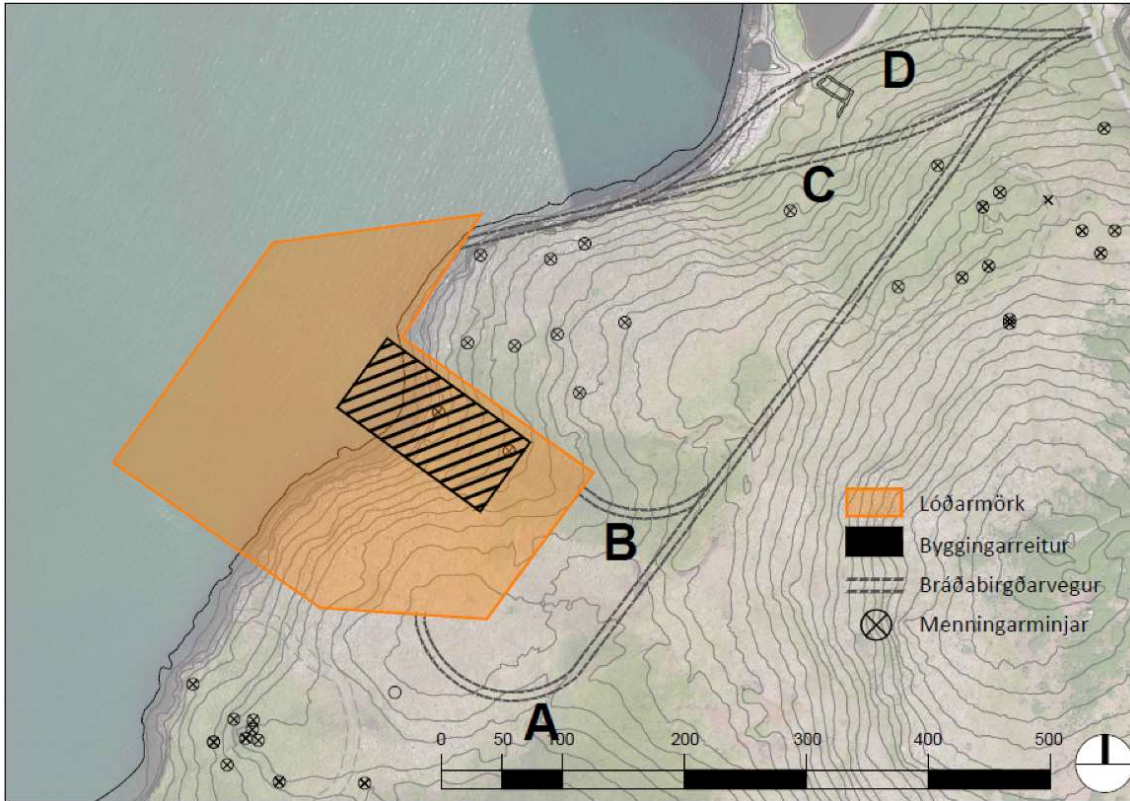 D
C
B
A
Lóðarmörk
Byggingarreitur
Bráðabirgðarvegur
Menningarminjar
0 50 100 200 300 400 500